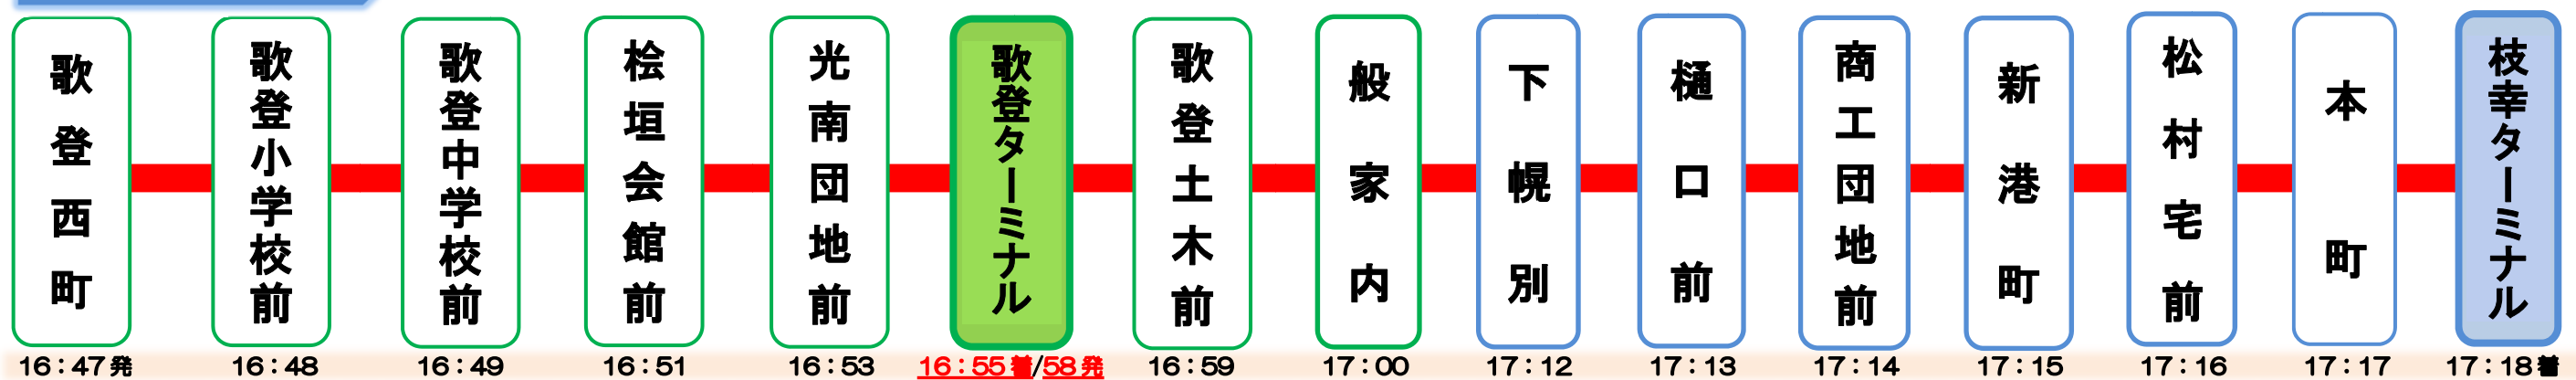 歌登西町
歌登小学校前
歌登中学校前
桧垣会館前
光南団地前
歌登ターミナル
歌登土木前
般家内
下幌別
樋口前
商工団地前
新港町
松村宅前
本町
枝幸ターミナル
16:47発
16:48
16:49
16:51
16:53
16:55着/58発
16:59
17:00
17:12
17:13
17:14
17:15
17:16
17:17
17:18着